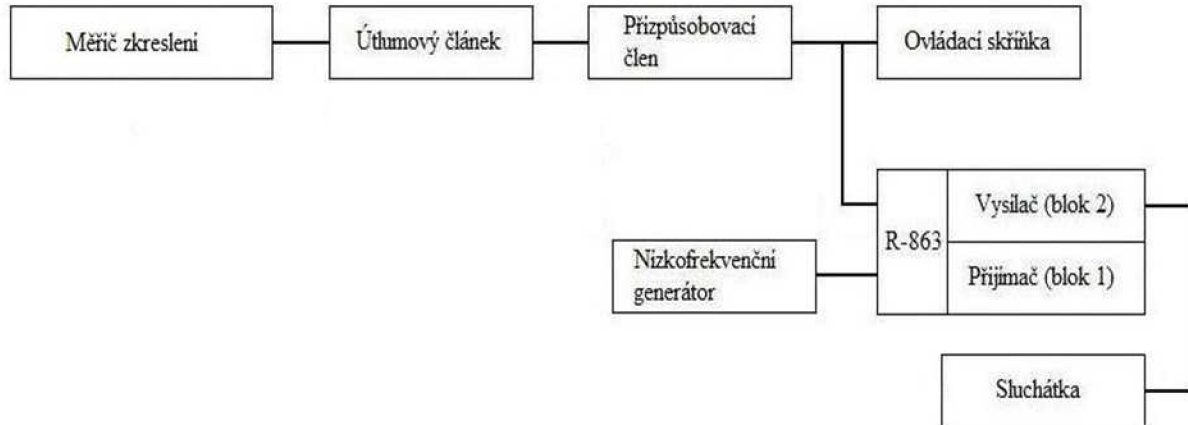 Měřič zkreslení
Útlumový článek
Přizpůsobovací
člen
Ovládací skříňka
R-863
Vysílač (blok 2)
Přijímač (blok 1)
Nízkofrekvenční
generátor
Sluchátka